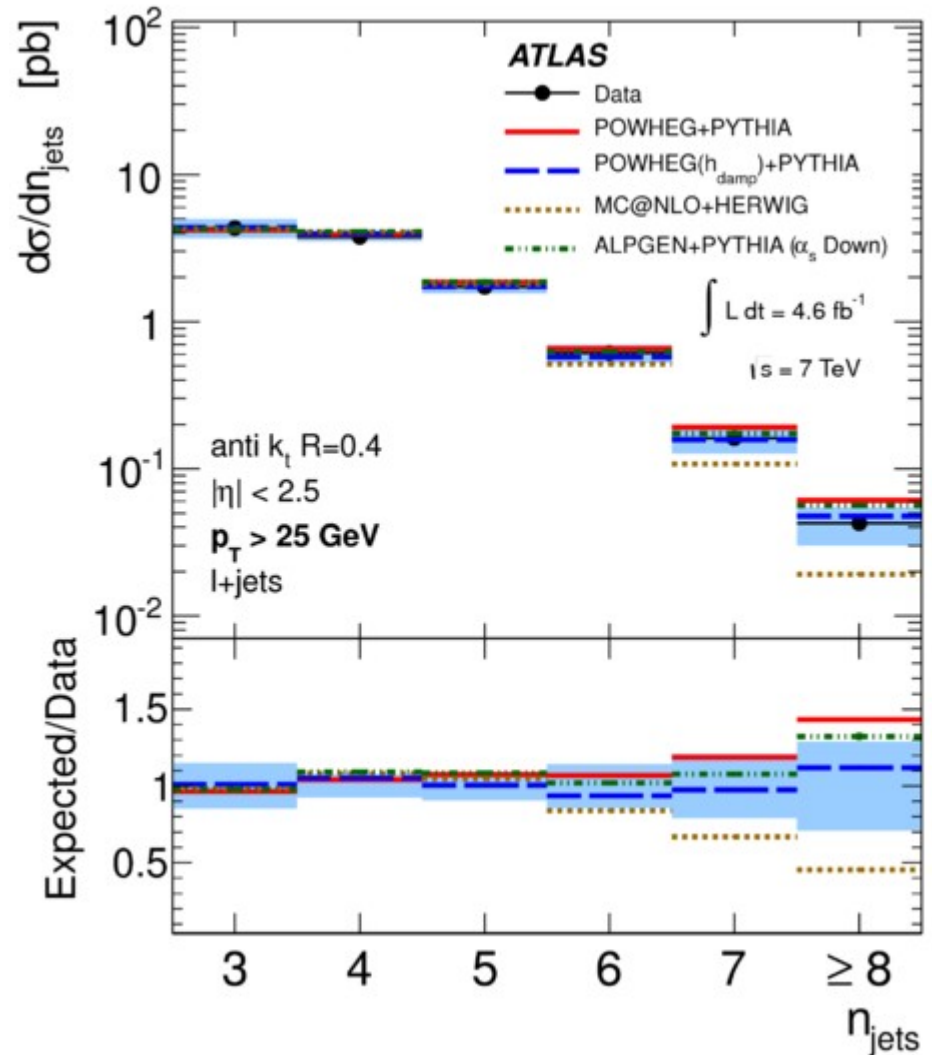 dσ/dn_jets [pb]
10²
10
1
10⁻¹
10⁻²
ATLAS
Data
POWHEG+PYTHIA
POWHEG(h_damp)+PYTHIA
MC@NLO+HERWIG
ALPGEN+PYTHIA (α_s Down)
∫ L dt = 4.6 fb⁻¹
√s = 7 TeV
anti k_t R=0.4
|η| < 2.5
p_T > 25 GeV
l+jets
Expected/Data
1.5
1
0.5
3 4 5 6 7 ≥ 8
n_jets